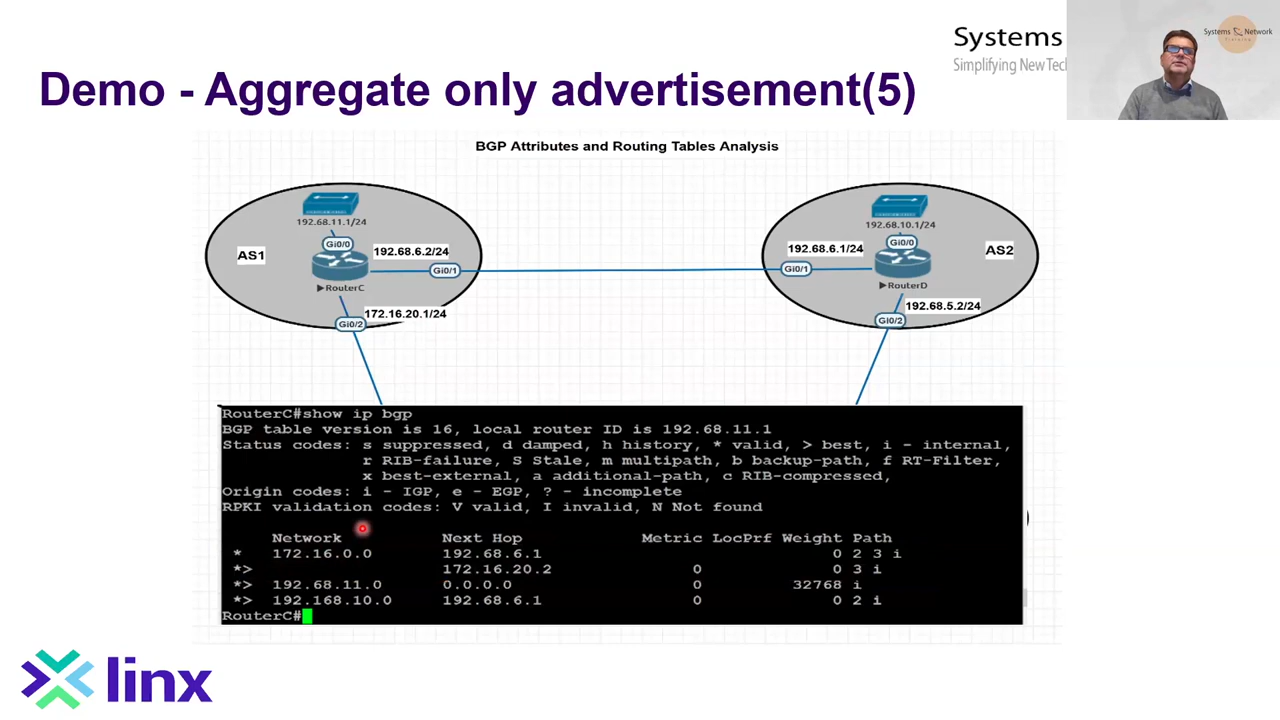 Systems
Simplifying NewTech
Systems Network
Training
Demo - Aggregate only advertisement(5)
BGP Attributes and Routing Tables Analysis
192.68.11.1/24
192.68.10.1/24
Gi0/0
Gi0/0
AS1
192.68.6.2/24
192.68.6.1/24
AS2
Gi0/1
Gi0/1
▶RouterC
▶RouterD
172.16.20.1/24
192.68.5.2/24
Gi0/2
Gi0/2
RouterC#show ip bgp
BGP table version is 16, local router ID is 192.68.11.1
Status codes: s suppressed, d damped, h history, * valid, > best, i - internal,
r RIB-failure, S Stale, m multipath, b backup-path, f RT-Filter,
x best-external, a additional-path, c RIB-compressed,
Origin codes: i - IGP, e - EGP, ? - incomplete
RPKI validation codes: V valid, I invalid, N Not found
Network Next Hop Metric LocPrf Weight Path
* 172.16.0.0 192.68.6.1 0 2 3 i
*> 172.16.20.2 0 0 3 i
*> 192.68.11.0 0.0.0.0 0 32768 i
*> 192.168.10.0 192.68.6.1 0 0 2 i
RouterC#
linx